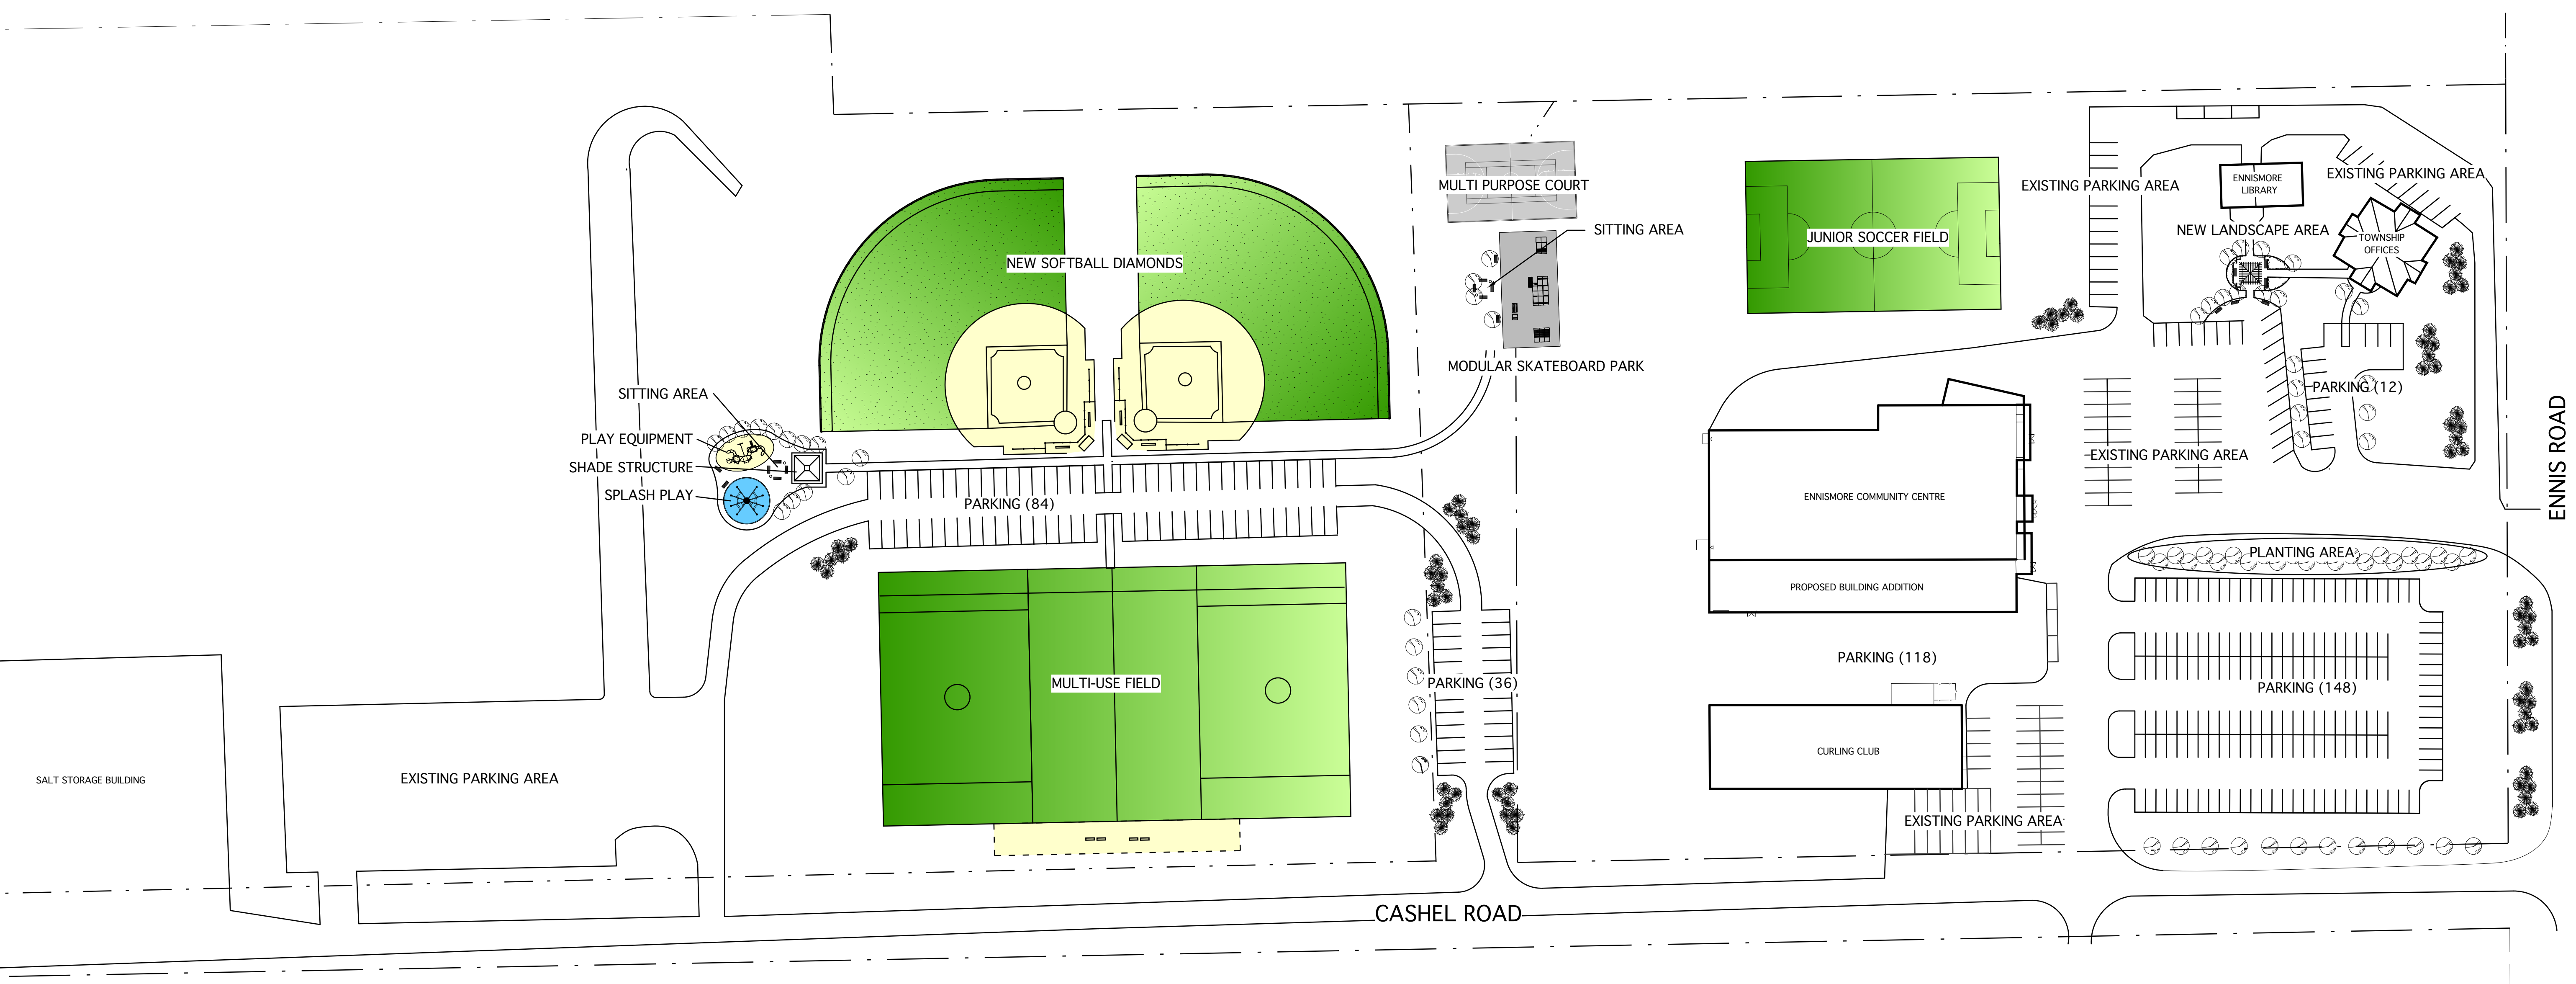 MULTI PURPOSE COURT
SITTING AREA
MODULAR SKATEBOARD PARK
NEW SOFTBALL DIAMONDS
JUNIOR SOCCER FIELD
EXISTING PARKING AREA
ENNISMORE
LIBRARY
EXISTING PARKING AREA
NEW LANDSCAPE AREA
TOWNSHIP
OFFICES
PARKING (12)
EXISTING PARKING AREA
ENNIS ROAD
SITTING AREA
PLAY EQUIPMENT
SHADE STRUCTURE
SPLASH PLAY
PARKING (84)
ENNISMORE COMMUNITY CENTRE
PROPOSED BUILDING ADDITION
PLANTING AREA
MULTI-USE FIELD
PARKING (36)
PARKING (118)
PARKING (148)
SALT STORAGE BUILDING
EXISTING PARKING AREA
CURLING CLUB
EXISTING PARKING AREA
CASHEL ROAD